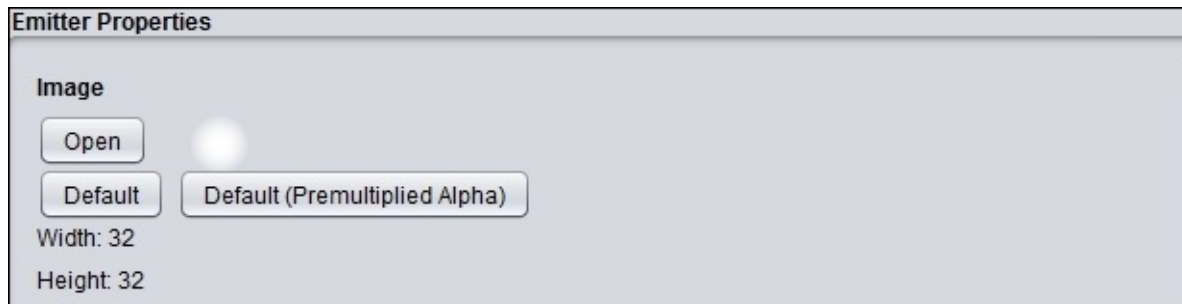 Emitter Properties
Image
Open
Default Default (Premultiplied Alpha)
Width: 32
Height: 32